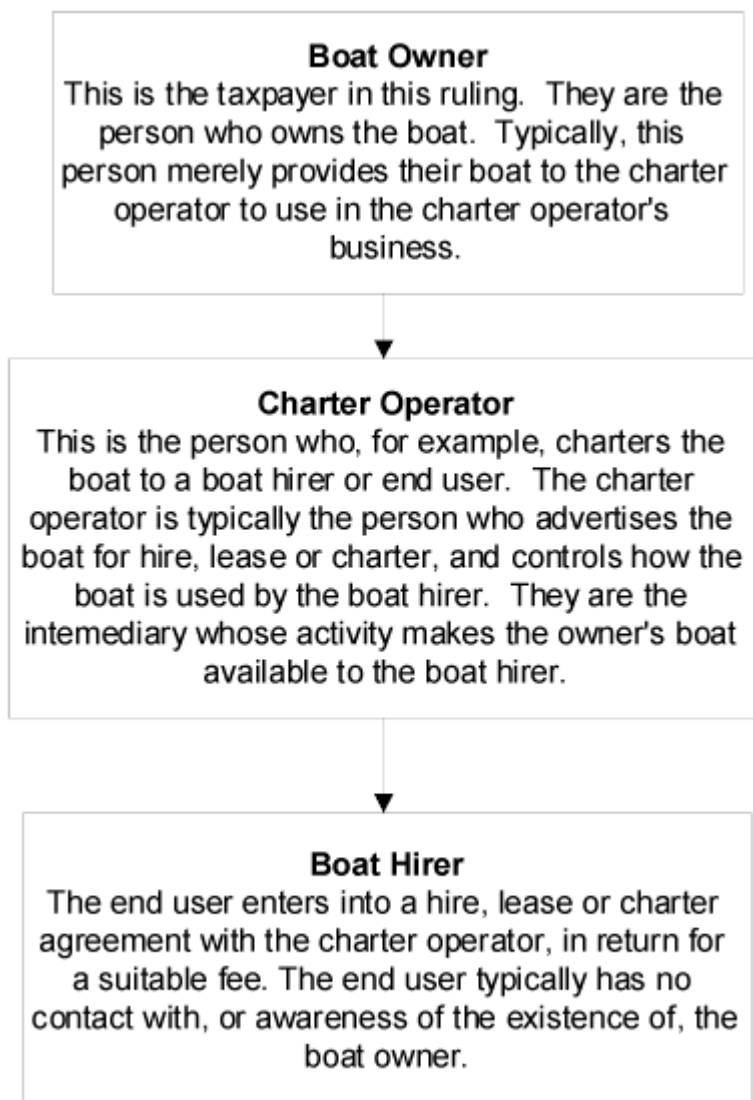 Boat Owner
This is the taxpayer in this ruling.  They are the
person who owns the boat.  Typically, this
person merely provides their boat to the charter
operator to use in the charter operator's
business.
Charter Operator
This is the person who, for example, charters the
boat to a boat hirer or end user.  The charter
operator is typically the person who advertises the
boat for hire, lease or charter, and controls how the
boat is used by the boat hirer.  They are the
intemediary whose activity makes the owner's boat
available to the boat hirer.
Boat Hirer
The end user enters into a hire, lease or charter
agreement with the charter operator, in return for
a suitable fee. The end user typically has no
contact with, or awareness of the existence of, the
boat owner.